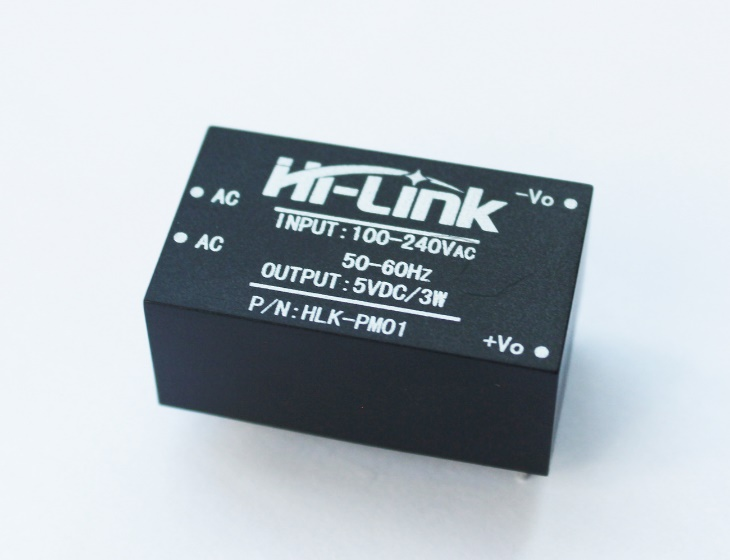 Hi-Link
AC
AC
INPUT:100-240VAC
50-60Hz
OUTPUT:5VDC/3W
P/N:HLK-PM01
-Vo
+Vo